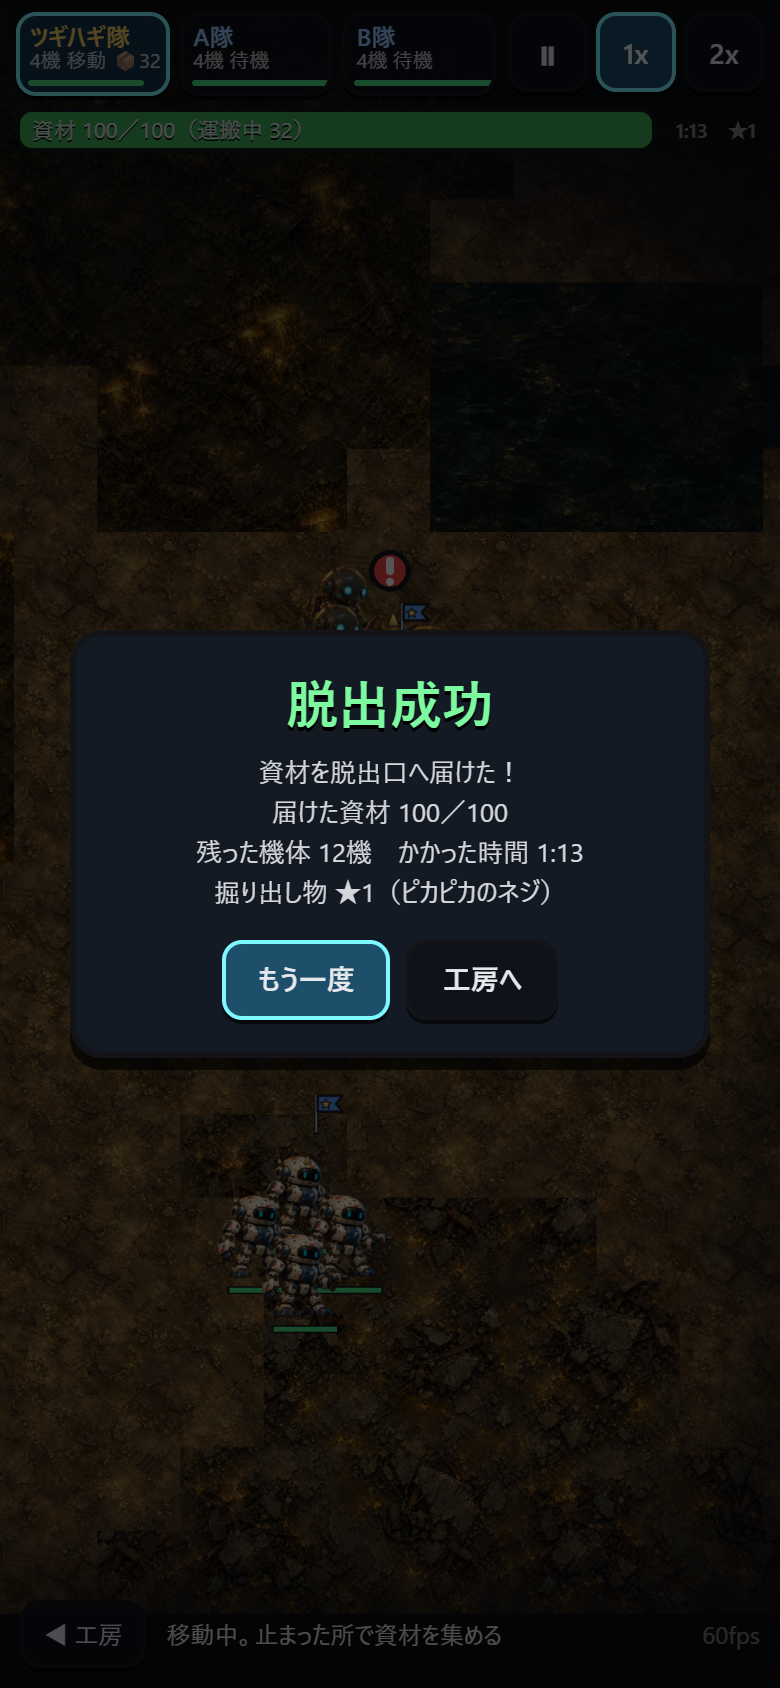 ツギハギ隊
4機 移動 📦32
A隊
4機 待機
B隊
4機 待機
1x
2x
資材 100／100（運搬中 32）
1:13 ★1
脱出成功
資材を脱出口へ届けた！
届けた資材 100／100
残った機体 12機　かかった時間 1:13
掘り出し物 ★1（ピカピカのネジ）
もう一度
工房へ
◀ 工房
移動中。止まった所で資材を集める
60fps